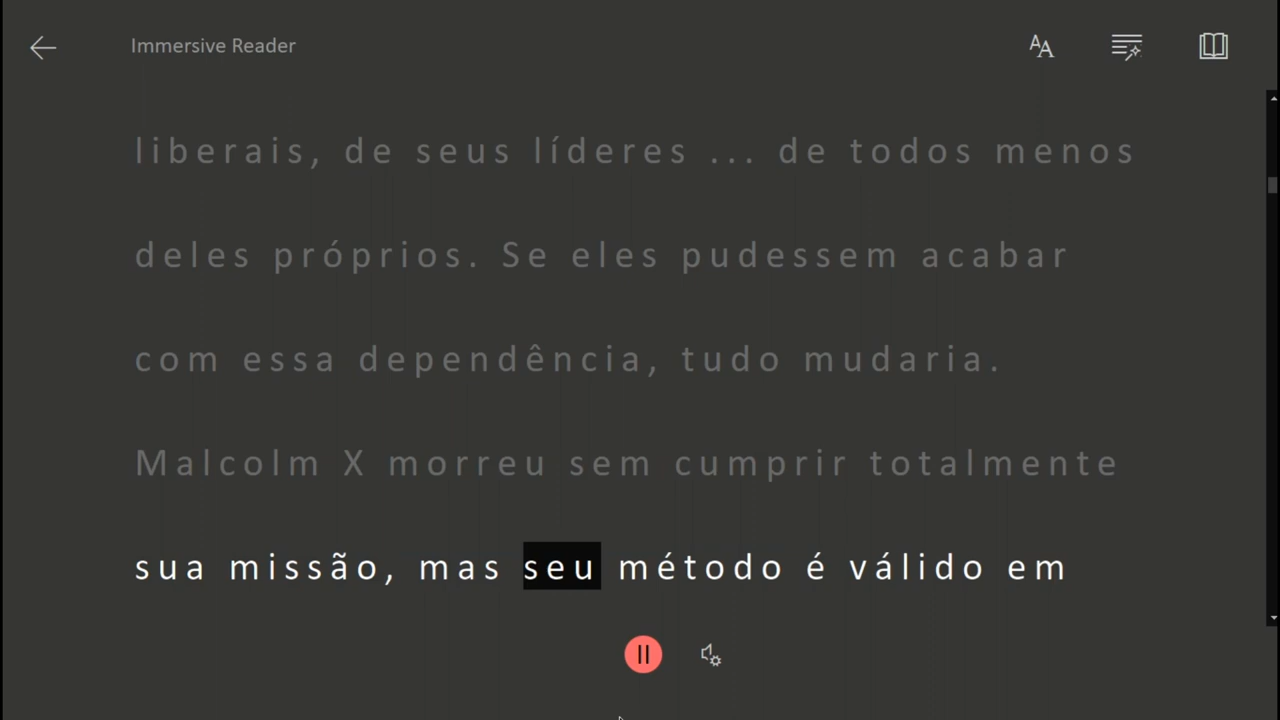 Immersive Reader
liberais, de seus líderes ... de todos menos
deles próprios. Se eles pudessem acabar
com essa dependência, tudo mudaria.
Malcolm X morreu sem cumprir totalmente
sua missão, mas seu método é válido em